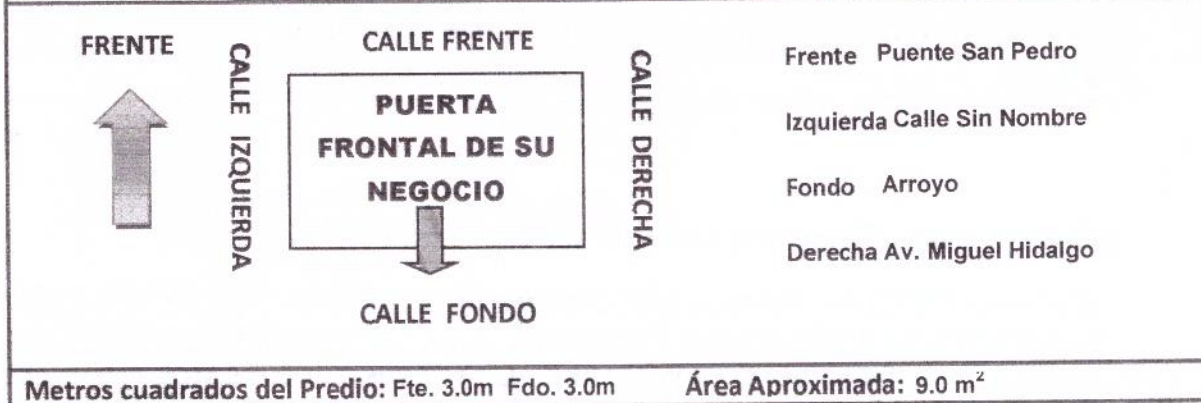 FRENTE
CALLE IZQUIERDA
CALLE FRENTE
PUERTA
FRONTAL DE SU
NEGOCIO
CALLE FONDO
CALLE DERECHA
Frente Puente San Pedro
Izquierda Calle Sin Nombre
Fondo Arroyo
Derecha Av. Miguel Hidalgo
Metros cuadrados del Predio: Fte. 3.0m Fdo. 3.0m Área Aproximada: 9.0 m²